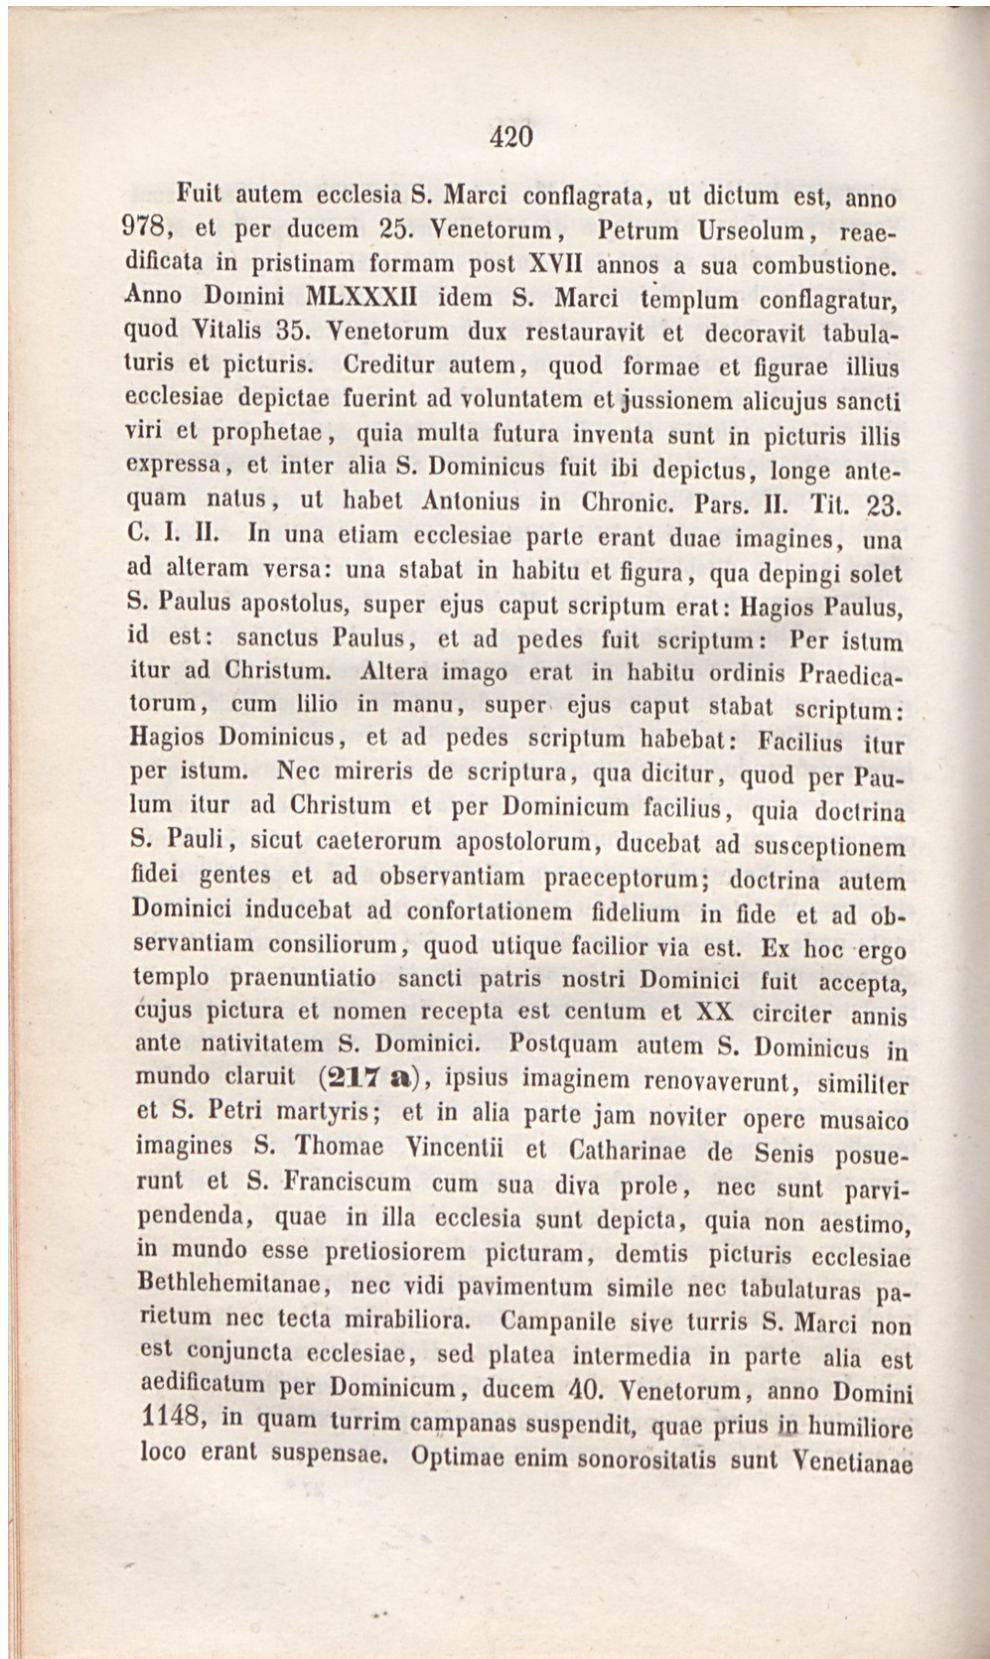 420
Fuit autem ecclesia S. Marci conflagrata, ut dictum est, anno
978, et per ducem 25. Venetorum, Petrum Urseolum, reae-
dificata in pristinam formam post XVII annos a sua combustione.
Anno Domini MLXXXII idem S. Marci templum conflagratur,
quod Vitalis 35. Venetorum dux restauravit et decoravit tabula-
turis et picturis. Creditur autem, quod formae et figurae illius
ecclesiae depictae fuerint ad voluntatem et jussionem alicujus sancti
viri et prophetae, quia multa futura inventa sunt in picturis illis
expressa, et inter alia S. Dominicus fuit ibi depictus, longe ante-
quam natus, ut habet Antonius in Chronic. Pars. II. Tit. 23.
C. I. II. In una etiam ecclesiae parte erant duae imagines, una
ad alteram versa: una stabat in habitu et figura, qua depingi solet
S. Paulus apostolus, super ejus caput scriptum erat: Hagios Paulus,
id est: sanctus Paulus, et ad pedes fuit scriptum: Per istum
itur ad Christum. Altera imago erat in habitu ordinis Praedica-
torum, cum lilio in manu, super ejus caput stabat scriptum:
Hagios Dominicus, et ad pedes scriptum habebat: Facilius itur
per istum. Nec mireris de scriptura, qua dicitur, quod per Pau-
lum itur ad Christum et per Dominicum facilius, quia doctrina
S. Pauli, sicut caeterorum apostolorum, ducebat ad susceptionem
fidei gentes et ad observantiam praeceptorum; doctrina autem
Dominici inducebat ad confortationem fidelium in fide et ad ob-
servantiam consiliorum, quod utique facilior via est. Ex hoc ergo
templo praenuntiatio sancti patris nostri Dominici fuit accepta,
cujus pictura et nomen recepta est centum et XX circiter annis
ante nativitatem S. Dominici. Postquam autem S. Dominicus in
mundo claruit (217 a), ipsius imaginem renovaverunt, similiter
et S. Petri martyris; et in alia parte jam noviter opere musaico
imagines S. Thomae Vincentii et Catharinae de Senis posue-
runt et S. Franciscum cum sua diva prole, nec sunt parvi-
pendenda, quae in illa ecclesia sunt depicta, quia non aestimo,
in mundo esse pretiosiorem picturam, demtis picturis ecclesiae
Bethlehemitanae, nec vidi pavimentum simile nec tabulaturas pa-
rietum nec tecta mirabiliora. Campanile sive turris S. Marci non
est conjuncta ecclesiae, sed platea intermedia in parte alia est
aedificatum per Dominicum, ducem 40. Venetorum, anno Domini
1148, in quam turrim campanas suspendit, quae prius in humiliore
loco erant suspensae. Optimae enim sonorositatis sunt Venetianae